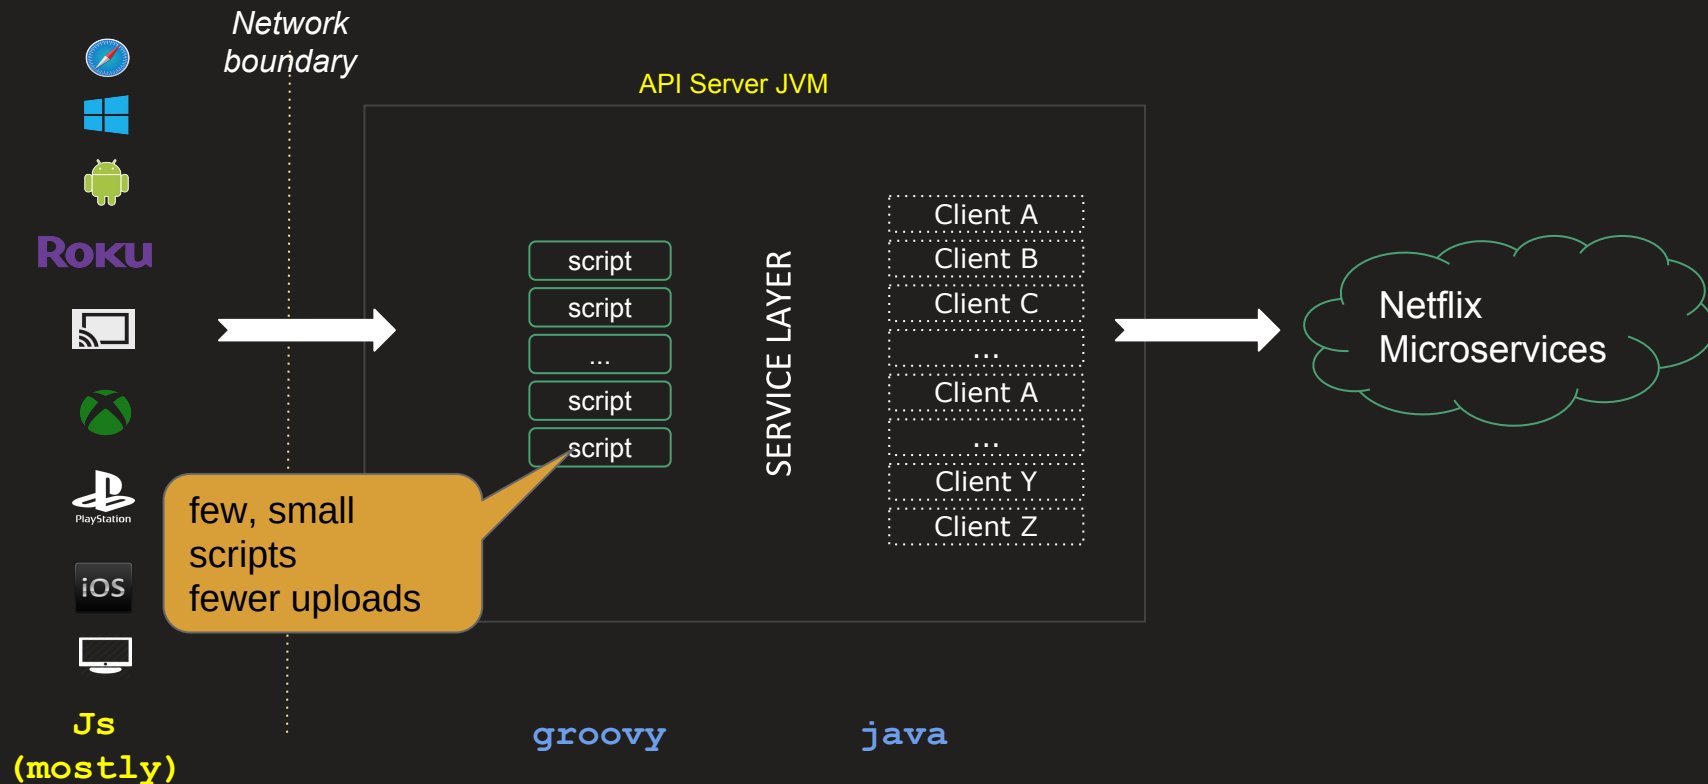 Network
boundary
API Server JVM
ROKU
PlayStation
iOS
script
script
...
script
script
few, small
scripts
fewer uploads
SERVICE LAYER
Client A
Client B
Client C
...
Client A
...
Client Y
Client Z
Netflix
Microservices
Js
(mostly)
groovy
java